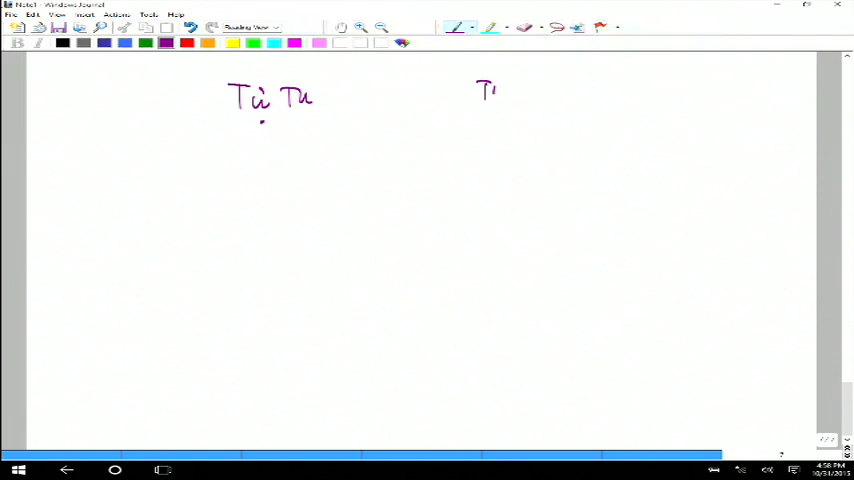 Note1 - Windows Journal
File Edit View Insert Actions Tools Help
Reading View
B I
Tự Tu T
4:58 PM
10/31/2015